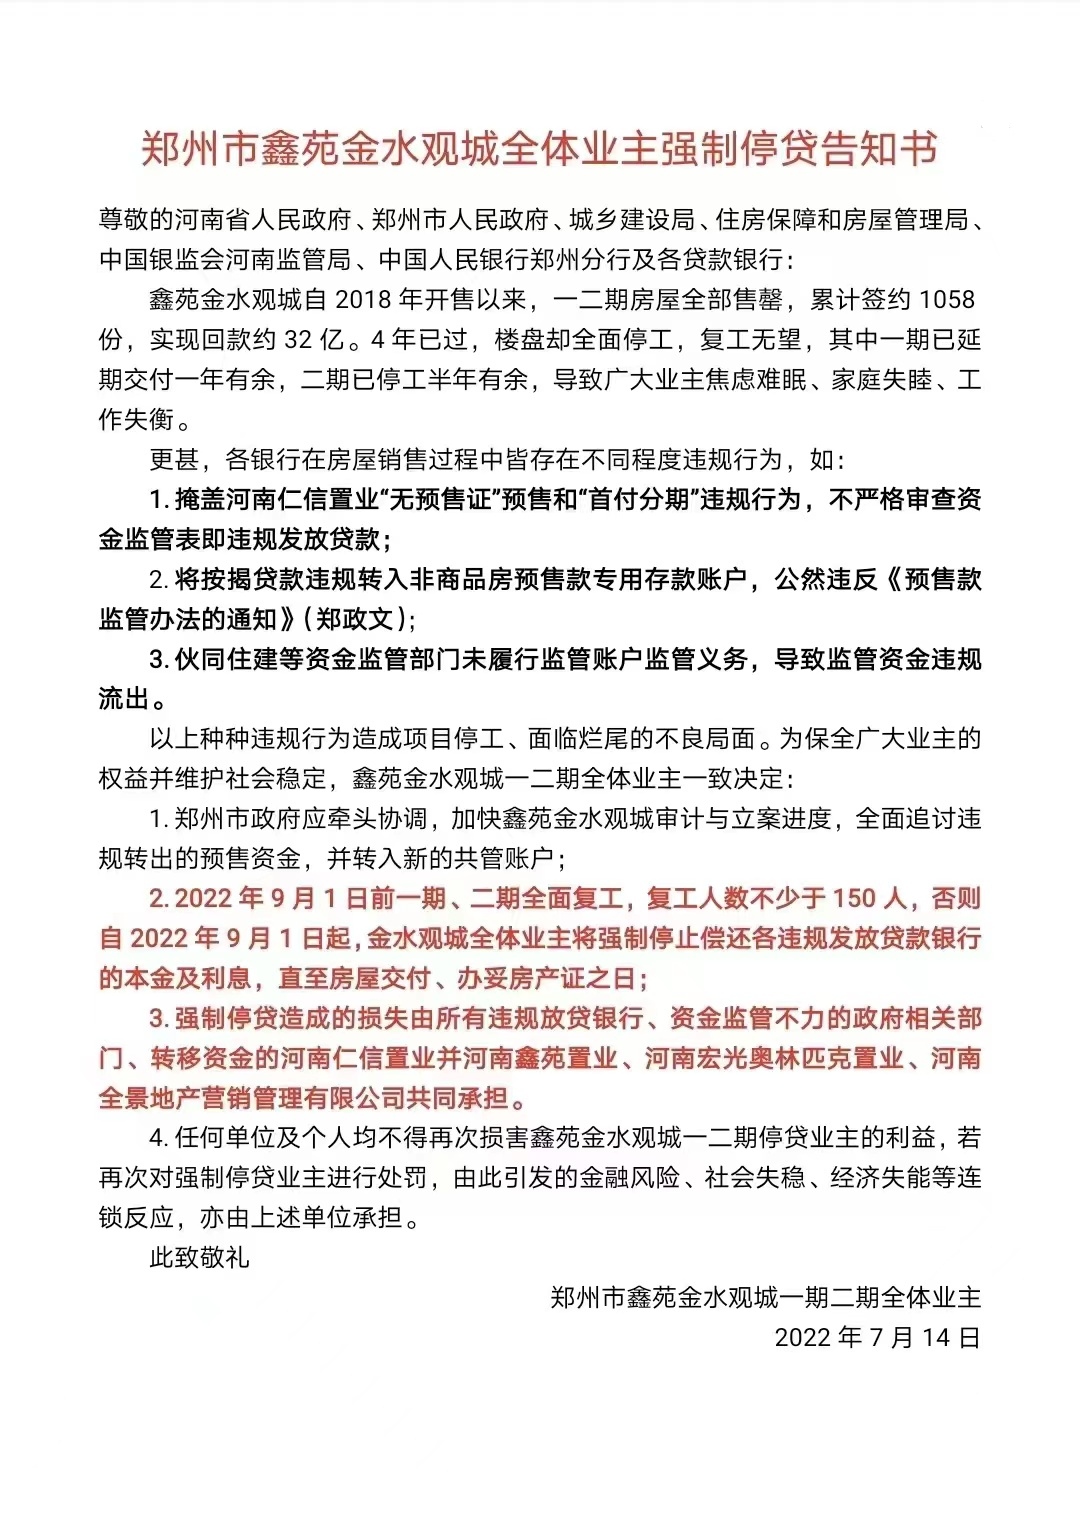 郑州市鑫苑金水观城全体业主强制停贷告知书
尊敬的河南省人民政府、郑州市人民政府、城乡建设局、住房保障和房屋管理局、
中国银监会河南监管局、中国人民银行郑州分行及各贷款银行：
鑫苑金水观城自 2018 年开售以来，一二期房屋全部售罄，累计签约 1058
份，实现回款约 32 亿。4 年已过，楼盘却全面停工，复工无望，其中一期已延
期交付一年有余，二期已停工半年有余，导致广大业主焦虑难眠、家庭失睦、工
作失衡。
更甚，各银行在房屋销售过程中皆存在不同程度违规行为，如：
1. 掩盖河南仁信置业“无预售证”预售和“首付分期”违规行为，不严格审查资
金监管表即违规发放贷款；
2. 将按揭贷款违规转入非商品房预售款专用存款账户，公然违反《预售款
监管办法的通知》（郑政文）；
3. 伙同住建等资金监管部门未履行监管账户监管义务，导致监管资金违规
流出。
以上种种违规行为造成项目停工、面临烂尾的不良局面。为保全广大业主的
权益并维护社会稳定，鑫苑金水观城一二期全体业主一致决定：
1. 郑州市政府应牵头协调，加快鑫苑金水观城审计与立案进度，全面追讨违
规转出的预售资金，并转入新的共管账户；
2. 2022 年 9 月 1 日前一期、二期全面复工，复工人数不少于 150 人，否则
自 2022 年 9 月 1 日起，金水观城全体业主将强制停止偿还各违规发放贷款银行
的本金及利息，直至房屋交付、办妥房产证之日；
3. 强制停贷造成的损失由所有违规放贷银行、资金监管不力的政府相关部
门、转移资金的河南仁信置业并河南鑫苑置业、河南宏光奥林匹克置业、河南
全景地产营销管理有限公司共同承担。
4. 任何单位及个人均不得再次损害鑫苑金水观城一二期停贷业主的利益，若
再次对强制停贷业主进行处罚，由此引发的金融风险、社会失稳、经济失能等连
锁反应，亦由上述单位承担。
此致敬礼
郑州市鑫苑金水观城一期二期全体业主
2022 年 7 月 14 日